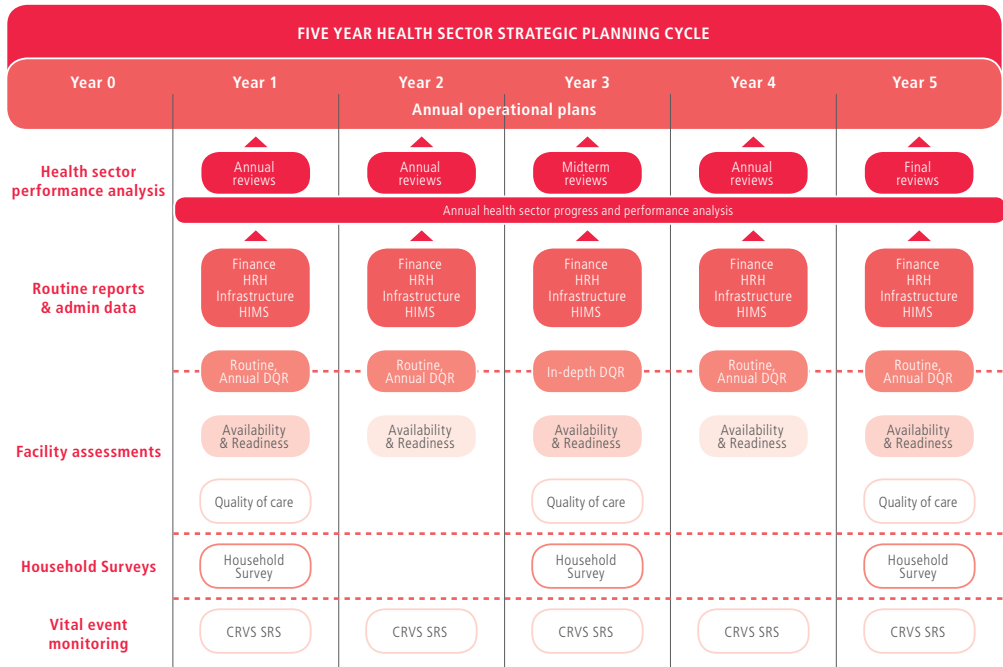 FIVE YEAR HEALTH SECTOR STRATEGIC PLANNING CYCLE
Year 0 Year 1 Year 2 Year 3 Year 4 Year 5
Annual operational plans
Health sector
performance analysis
Annual
reviews
Annual
reviews
Midterm
reviews
Annual
reviews
Final
reviews
Annual health sector progress and performance analysis
Routine reports
& admin data
Finance
HRH
Infrastructure
HIMS
Finance
HRH
Infrastructure
HIMS
Finance
HRH
Infrastructure
HIMS
Finance
HRH
Infrastructure
HIMS
Finance
HRH
Infrastructure
HIMS
Routine,
Annual DQR
Routine,
Annual DQR
In-depth DQR
Routine,
Annual DQR
Routine,
Annual DQR
Facility assessments
Availability
& Readiness
Availability
& Readiness
Availability
& Readiness
Availability
& Readiness
Availability
& Readiness
Quality of care
Quality of care
Quality of care
Household Surveys
Household
Survey
Household
Survey
Household
Survey
Vital event
monitoring
CRVS SRS
CRVS SRS
CRVS SRS
CRVS SRS
CRVS SRS